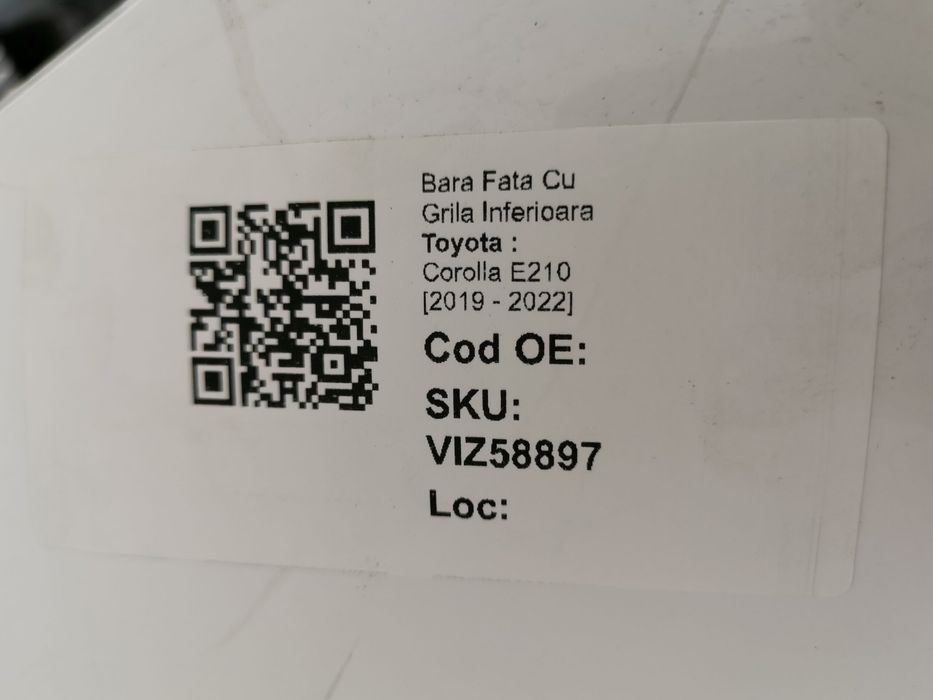 Bara Fata Cu
Grila Inferioara
Toyota :
Corolla E210
[2019 - 2022]
Cod OE:
SKU:
VIZ58897
Loc: